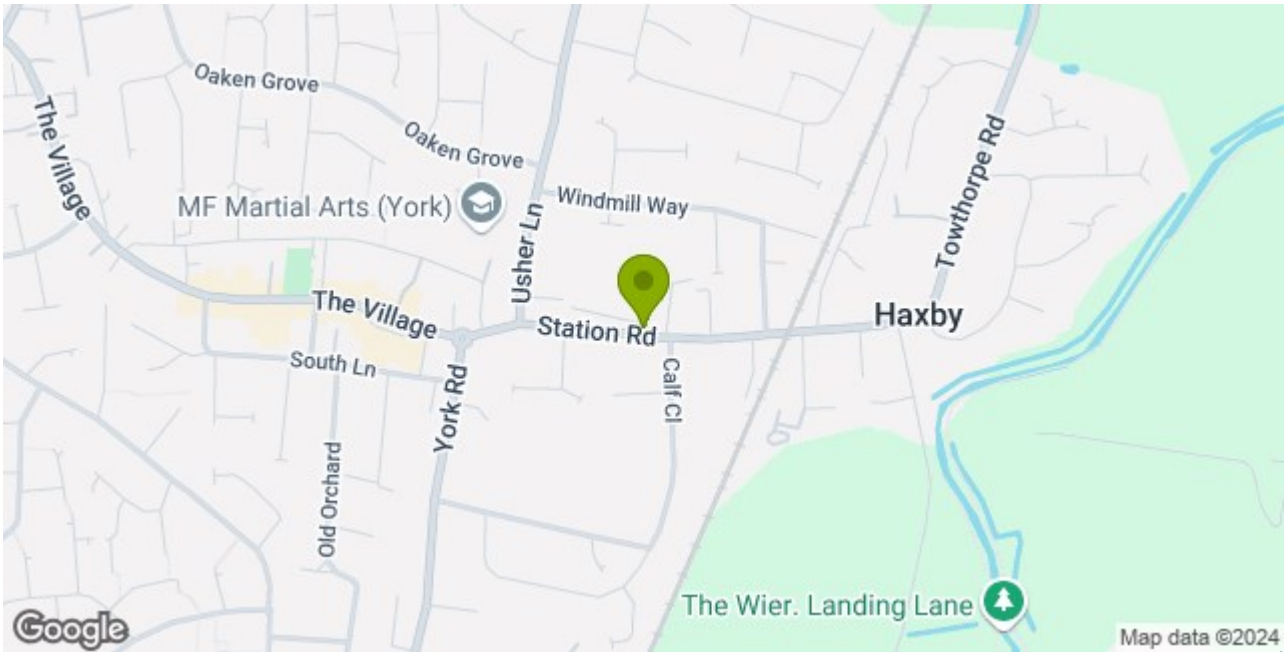 Oaken Grove
The Village
Oaken Grove
Towthorpe Rd
MF Martial Arts (York)
Windmill Way
Usher Ln
The Village
Station Rd
Haxby
South Ln
Calf Cl
York Rd
Old Orchard
The Wier. Landing Lane
Google
Map data ©2024